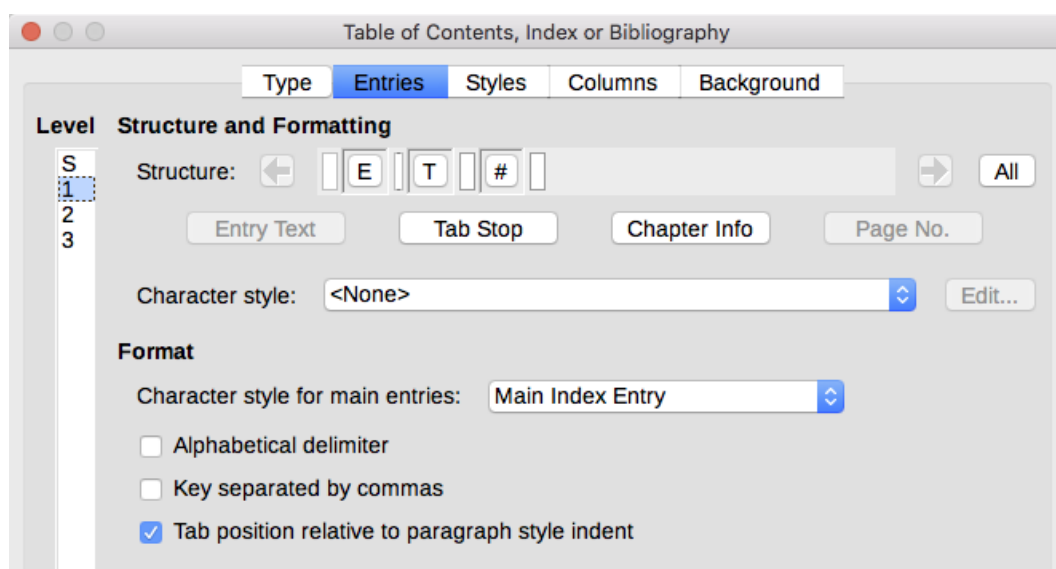 Table of Contents, Index or Bibliography
Type Entries Styles Columns Background
Level Structure and Formatting
S
1
2
3
Structure: E T # All
Entry Text Tab Stop Chapter Info Page No.
Character style: <None> Edit...
Format
Character style for main entries: Main Index Entry
Alphabetical delimiter
Key separated by commas
Tab position relative to paragraph style indent